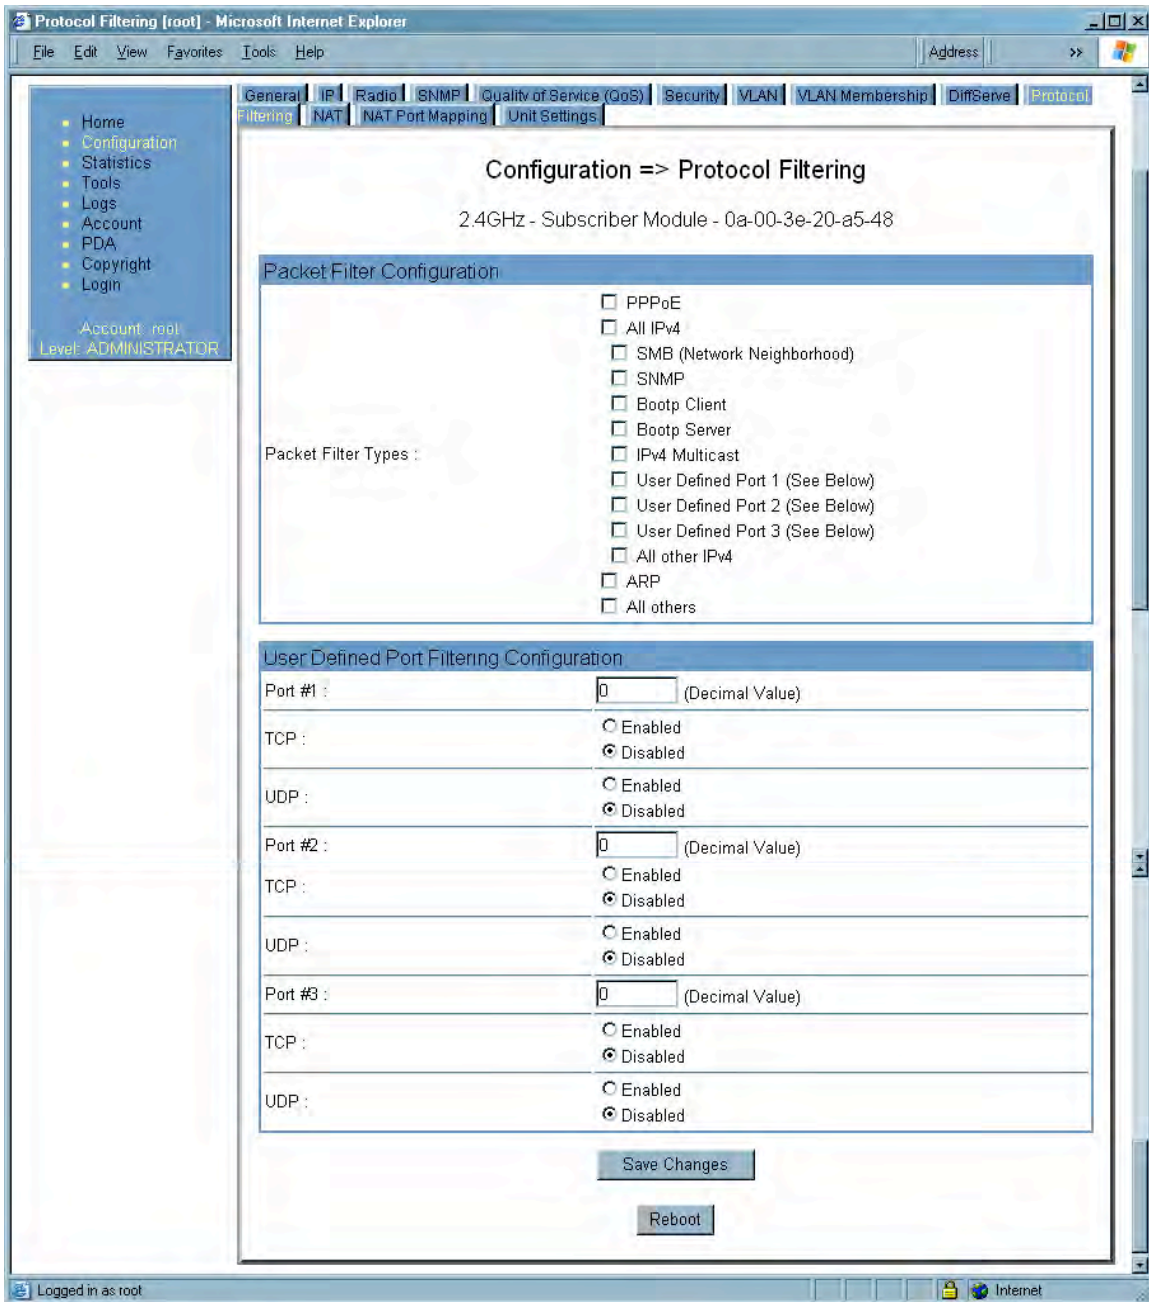 Protocol Filtering [root] - Microsoft Internet Explorer
File Edit View Favorites Tools Help Address »
General IP Radio SNMP Quality of Service (QoS) Security VLAN VLAN Membership DiffServe Protocol
Filtering NAT NAT Port Mapping Unit Settings
Home
Configuration
Statistics
Tools
Logs
Account
PDA
Copyright
Login
Account: root
Level: ADMINISTRATOR
Configuration => Protocol Filtering
2.4GHz - Subscriber Module - 0a-00-3e-20-a5-48
Packet Filter Configuration
Packet Filter Types :
PPPoE
All IPv4
SMB (Network Neighborhood)
SNMP
Bootp Client
Bootp Server
IPv4 Multicast
User Defined Port 1 (See Below)
User Defined Port 2 (See Below)
User Defined Port 3 (See Below)
All other IPv4
ARP
All others
User Defined Port Filtering Configuration
Port #1 : 0 (Decimal Value)
TCP :
Enabled
Disabled
UDP :
Enabled
Disabled
Port #2 : 0 (Decimal Value)
TCP :
Enabled
Disabled
UDP :
Enabled
Disabled
Port #3 : 0 (Decimal Value)
TCP :
Enabled
Disabled
UDP :
Enabled
Disabled
Save Changes
Reboot
Logged in as root Internet